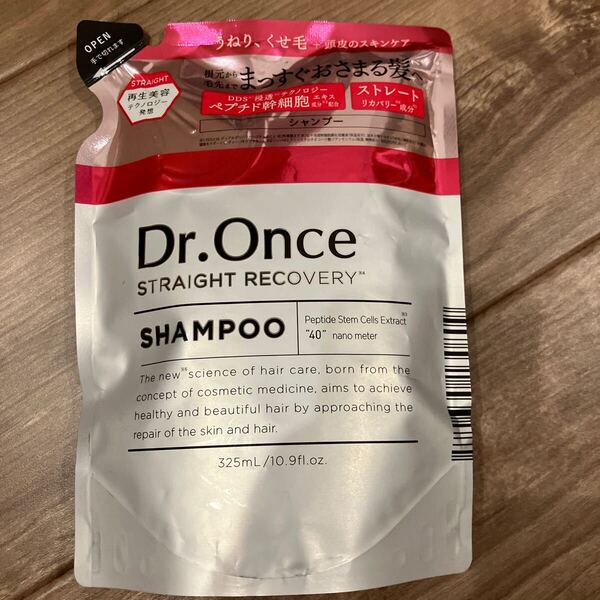 OPEN
手で切れます
うねり、くせ毛+頭皮のスキンケア
STRAIGHT
再生美容
テクノロジー
発想
根元から
毛先まで
まっすぐおさまる髪へ
DDS 浸透 テクノロジー
ペプチド幹細胞 エキス
成分 配合
ストレート
リカバリー 成分
シャンプー
Dr.Once
STRAIGHT RECOVERY
SHAMPOO
Peptide Stem Cells Extract
"40" nano meter
The new science of hair care, born from the
concept of cosmetic medicine, aims to achieve
healthy and beautiful hair by approaching the
repair of the skin and hair.
325mL/10.9fl.oz.